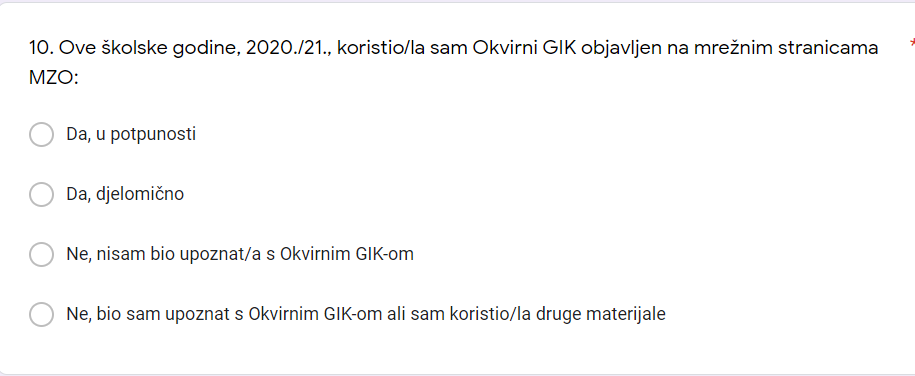 10. Ove školske godine, 2020./21., koristio/la sam Okvirni GIK objavljen na mrežnim stranicama *
MZO:
Da, u potpunosti
Da, djelomično
Ne, nisam bio upoznat/a s Okvirnim GIK-om
Ne, bio sam upoznat s Okvirnim GIK-om ali sam koristio/la druge materijale